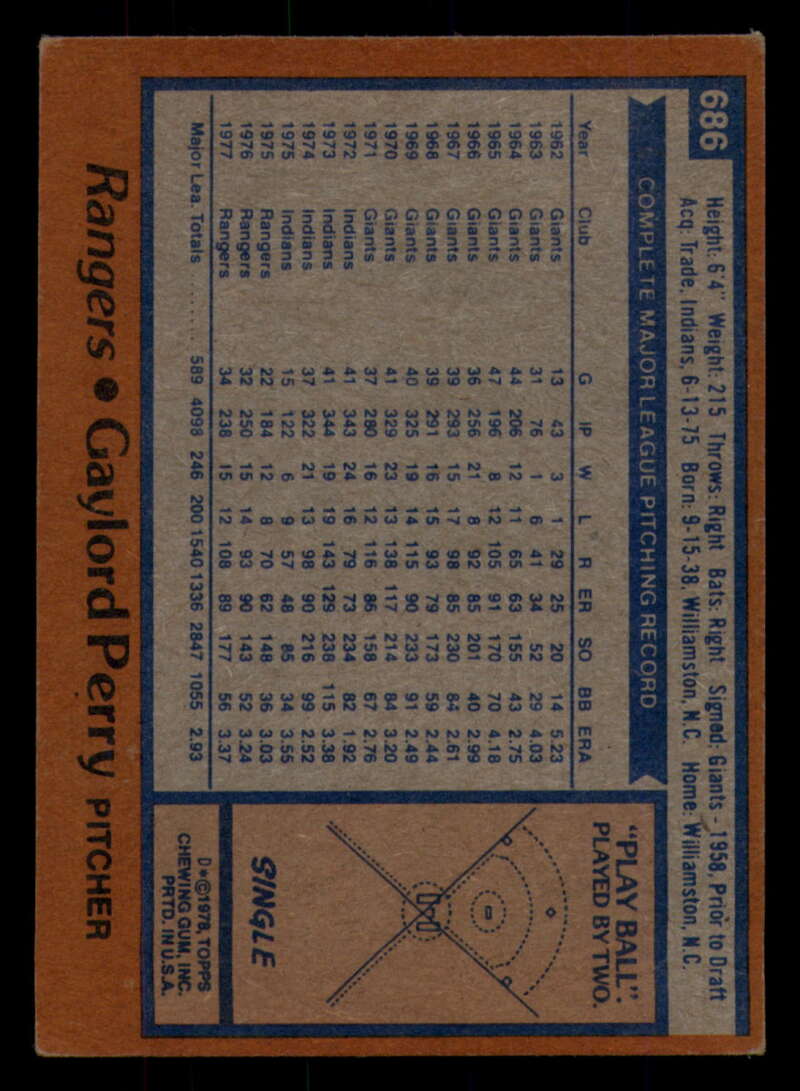 686
Height: 6'4" Weight: 215 Throws: Right Bats: Right Signed: Giants - 1958, Prior to Draft
Acq: Trade, Indians, 6-13-75 Born: 9-15-38, Williamston, N.C. Home: Williamston, N.C.
COMPLETE MAJOR LEAGUE PITCHING RECORD
Year Club G IP W L R ER SO BB ERA
1962 Giants 13 43 3 1 29 25 20 14 5.23
1963 Giants 31 76 1 6 41 34 52 29 4.03
1964 Giants 44 206 12 11 65 63 155 43 2.75
1965 Giants 47 196 8 12 105 91 170 70 4.18
1966 Giants 36 256 21 8 92 85 201 40 2.99
1967 Giants 39 293 15 17 98 85 230 84 2.61
1968 Giants 39 291 16 15 93 79 173 59 2.44
1969 Giants 40 325 19 14 115 90 233 91 2.49
1970 Giants 41 329 23 13 138 117 214 84 3.20
1971 Giants 37 280 16 12 116 86 158 67 2.76
1972 Indians 41 343 24 16 79 73 234 82 1.92
1973 Indians 41 344 19 19 143 129 238 115 3.38
1974 Indians 37 322 21 13 98 90 216 99 2.52
1975 Indians 15 122 6 9 57 48 85 34 3.55
1975 Rangers 22 184 12 8 70 62 148 36 3.03
1976 Rangers 32 250 15 14 93 90 143 52 3.24
1977 Rangers 34 238 15 12 108 89 177 56 3.37
Major Lea. Totals ........ 589 4098 246 200 1540 1336 2847 1055 2.93
"PLAY BALL":
PLAYED BY TWO.
SINGLE
D*©1978, TOPPS
CHEWING GUM, INC.
PRTD. IN U.S.A.
Rangers • Gaylord Perry PITCHER